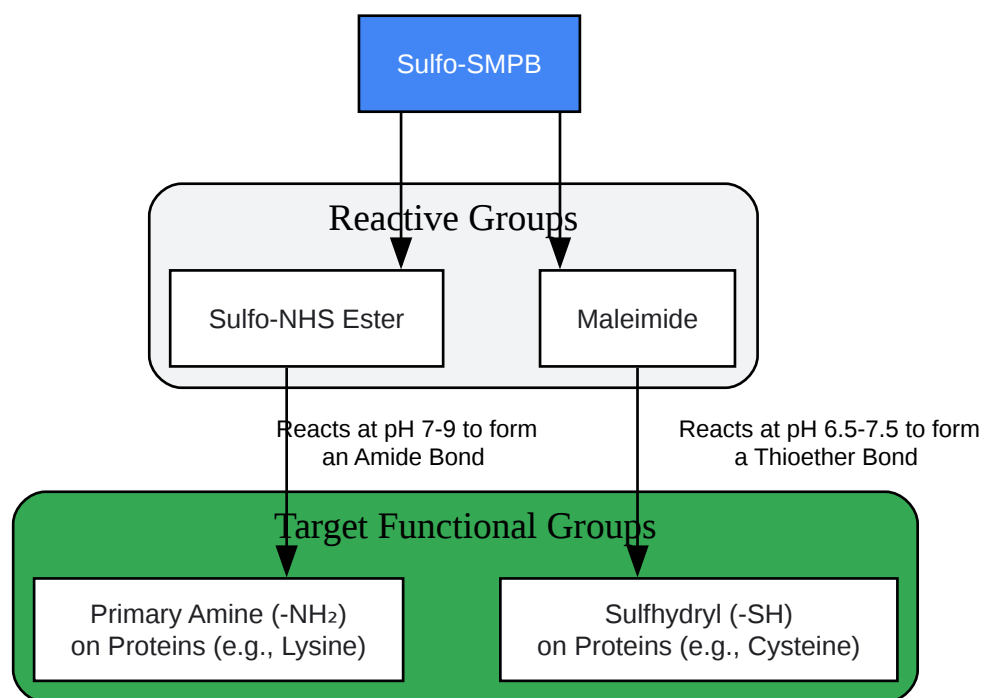 Sulfo-SMPB
Reactive Groups
Sulfo-NHS Ester
Maleimide
Reacts at pH 7-9 to form
an Amide Bond
Reacts at pH 6.5-7.5 to form
a Thioether Bond
Target Functional Groups
Primary Amine (-NH₂)
on Proteins (e.g., Lysine)
Sulfhydryl (-SH)
on Proteins (e.g., Cysteine)